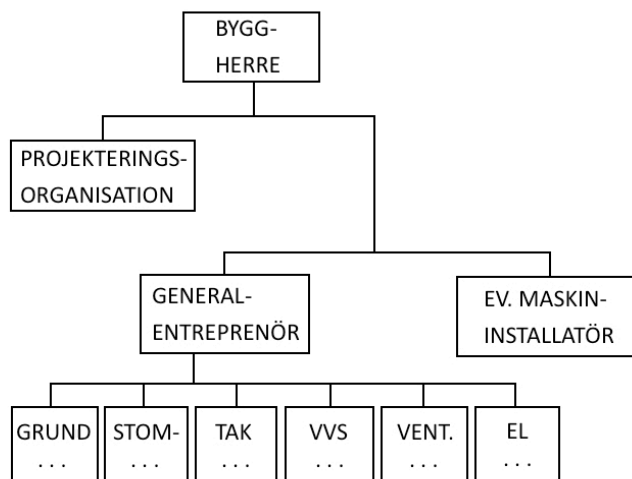 BYGG-
HERRE
PROJEKTERINGS-
ORGANISATION
GENERAL-
ENTREPRENÖR
EV. MASKIN-
INSTALLATÖR
GRUND
. . .
STOM-
. . .
TAK
. . .
VVS
. . .
VENT.
. . .
EL
. . .